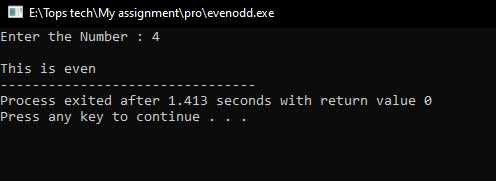 E:\Tops tech\My assignment\pro\evenodd.exe
Enter the Number : 4
This is even
--------------------------------
Process exited after 1.413 seconds with return value 0
Press any key to continue . . .